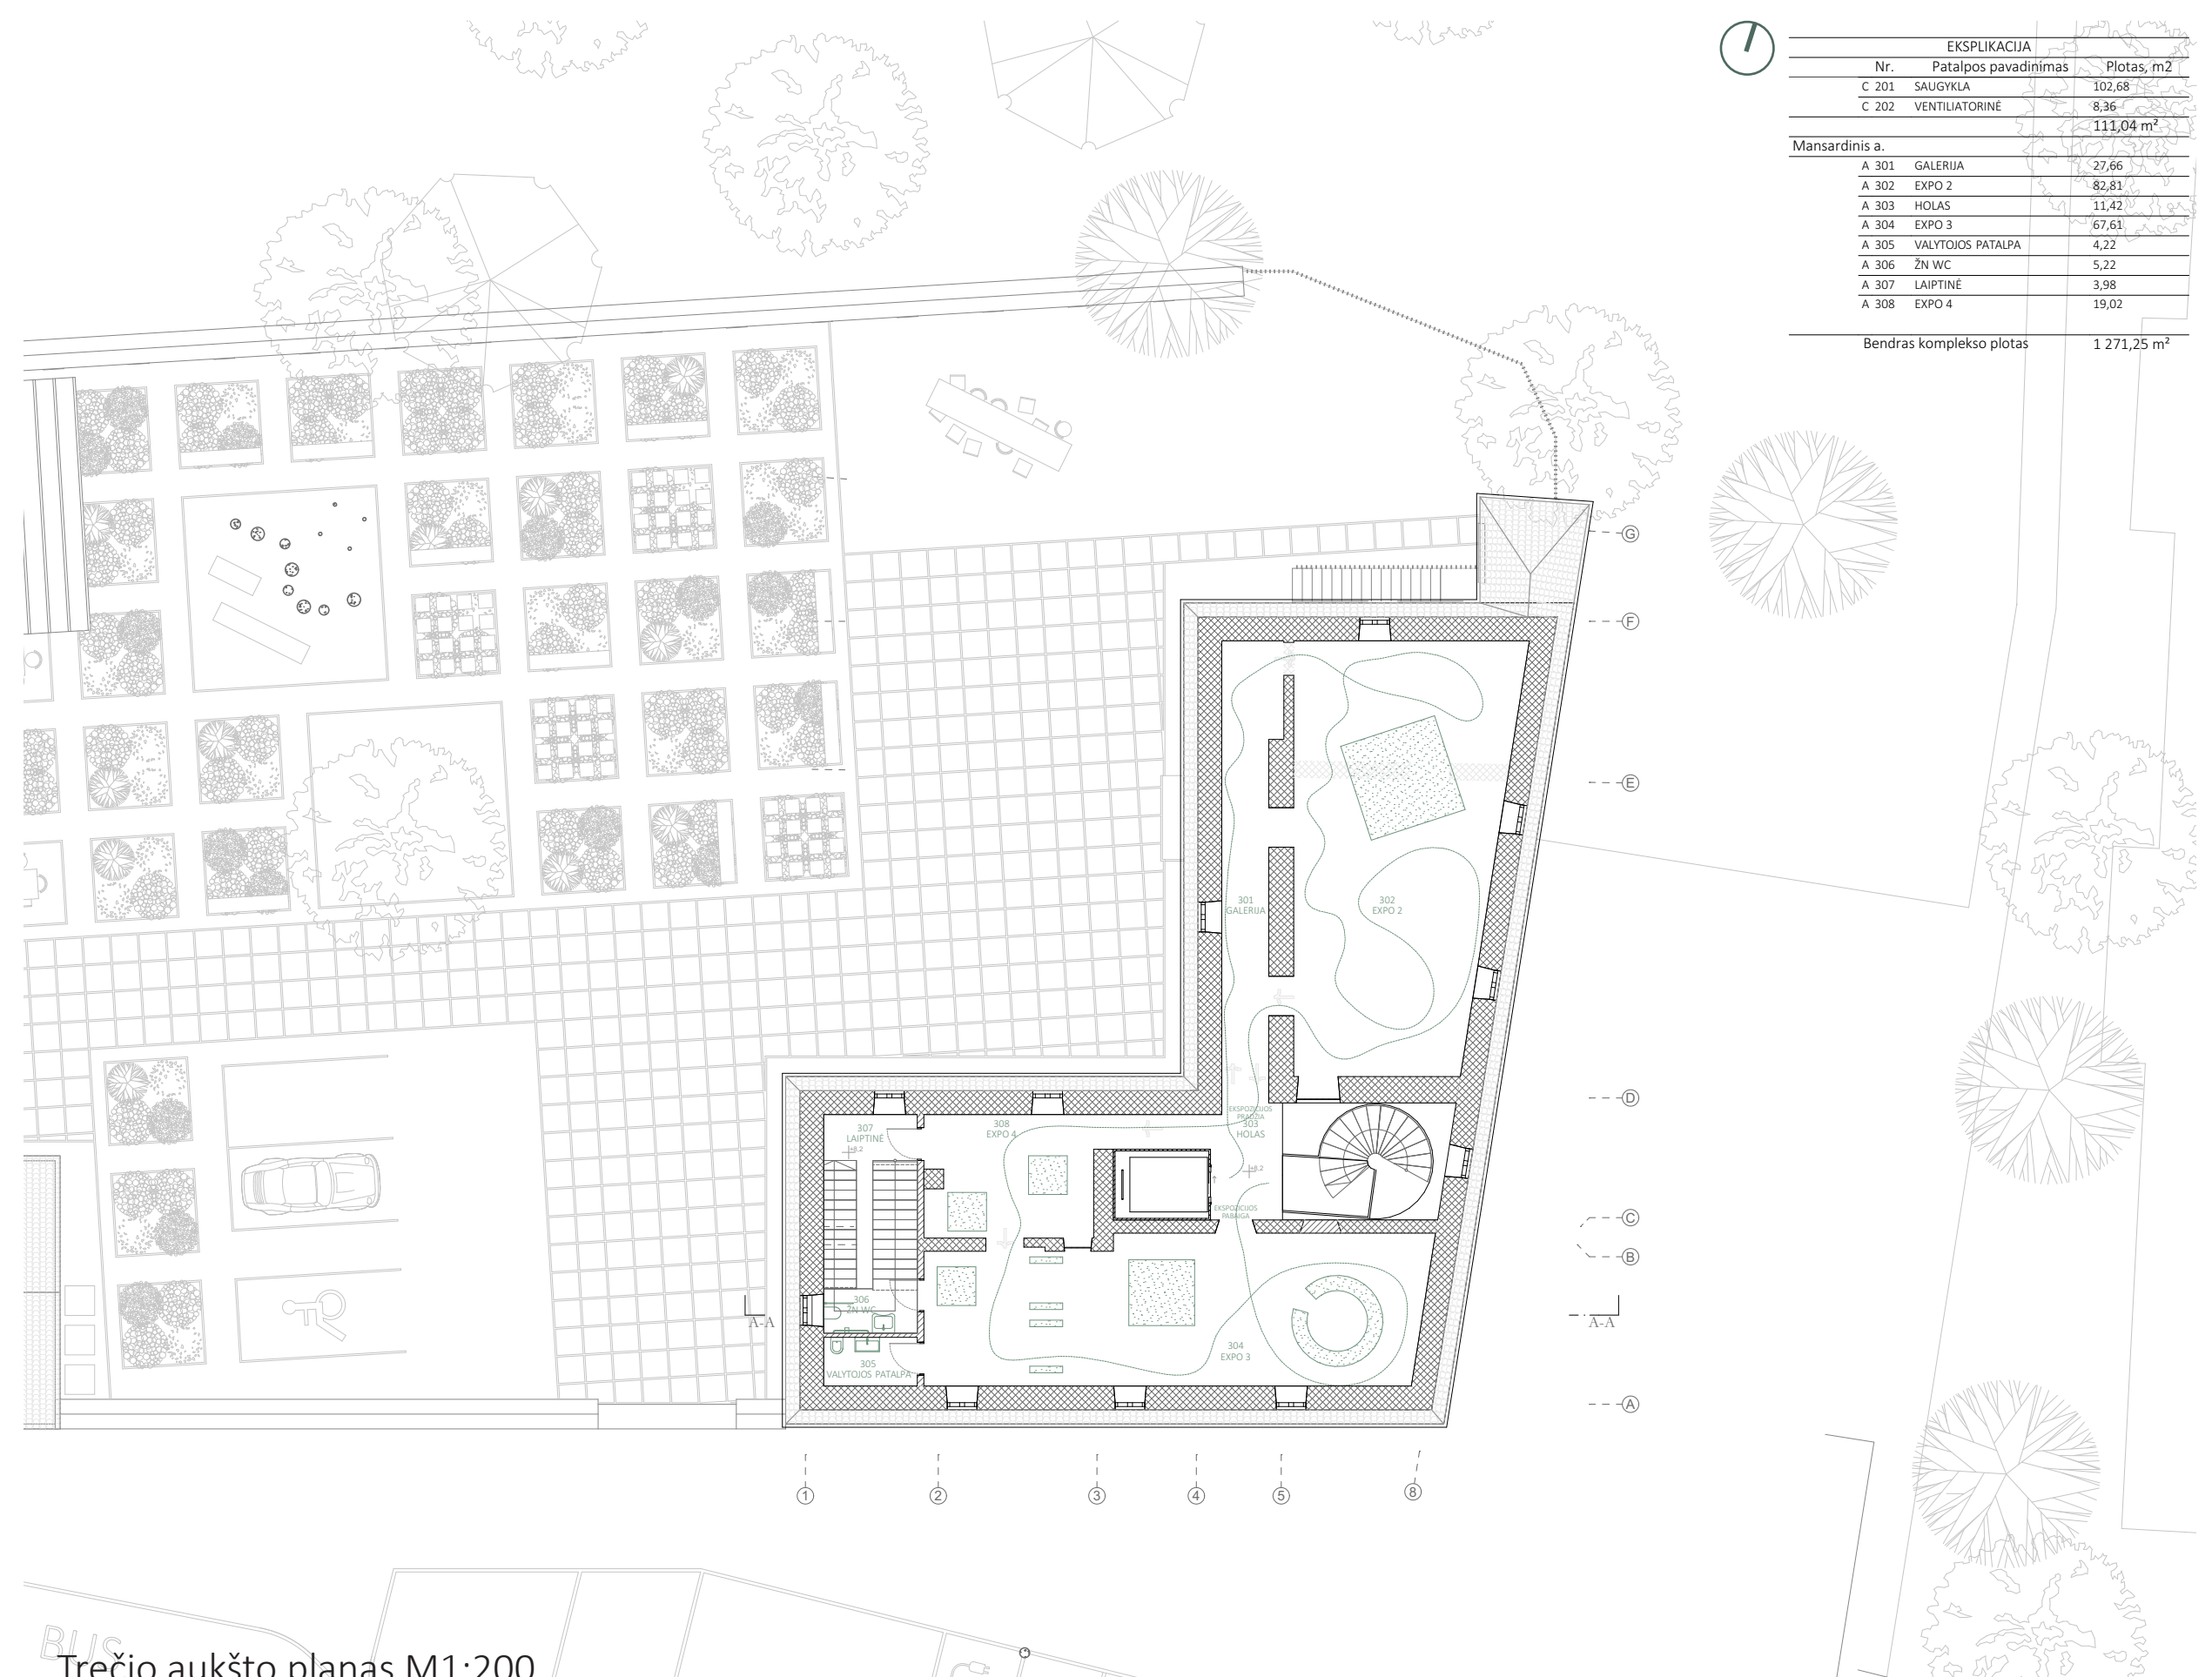 EKSPLIKACIJA
Nr. Patalpos pavadinimas Plotas, m2
C 201 SAUGYKLA 102,68
C 202 VENTILIATORINĖ 8,36
111,04 m²
Mansardinis a.
A 301 GALERIJA 27,66
A 302 EXPO 2 82,81
A 303 HOLAS 11,42
A 304 EXPO 3 67,61
A 305 VALYTOJOS PATALPA 4,22
A 306 ŽN WC 5,22
A 307 LAIPTINĖ 3,98
A 308 EXPO 4 19,02
Bendras komplekso plotas 1 271,25 m²
G
F
E
301
GALERIJA
302
EXPO 2
D
EKSPOZICIJOS
PRADŽIA
303
HOLAS
307
LAIPTINĖ
308
EXPO 4
EKSPOZICIJOS
PABAIGA
C
B
306
ŽN WC
A-A
A-A
304
EXPO 3
305
VALYTOJOS PATALPA
A
1 2 3 4 5 8
BUS
Trečio aukšto planas M1:200